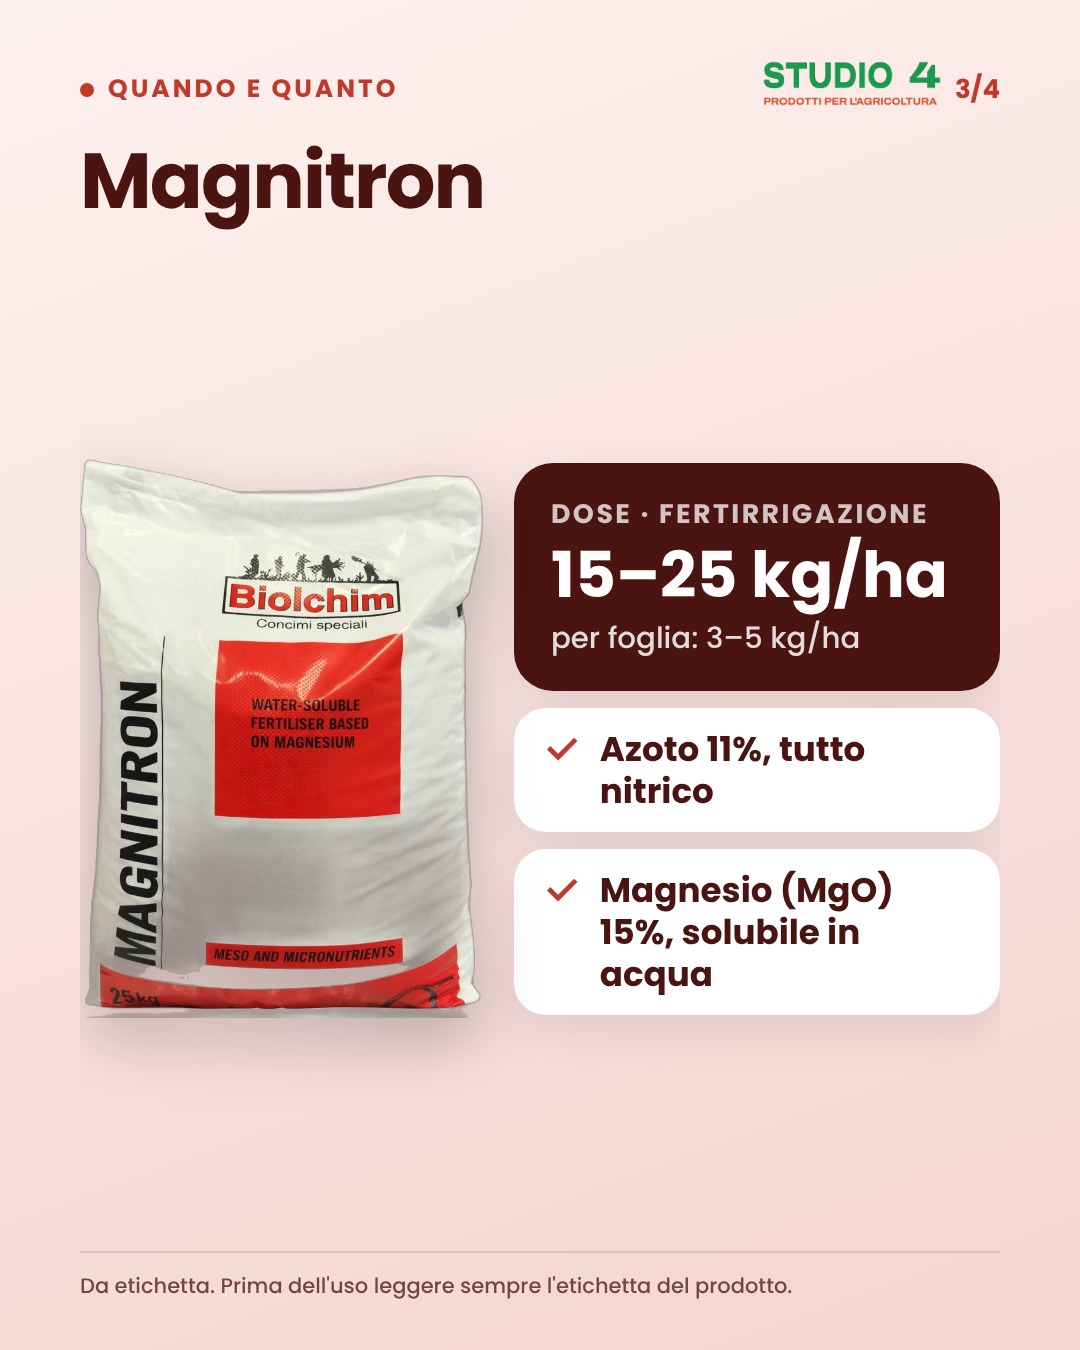 QUANDO E QUANTO
STUDIO 4
PRODOTTI PER L'AGRICOLTURA
3/4
Magnitron
Biolchim
Concimi speciali
WATER-SOLUBLE
FERTILISER BASED
ON MAGNESIUM
MAGNITRON
MESO AND MICRONUTRIENTS
25kg
DOSE · FERTIRRIGAZIONE
15–25 kg/ha
per foglia: 3–5 kg/ha
Azoto 11%, tutto
nitrico
Magnesio (MgO)
15%, solubile in
acqua
Da etichetta. Prima dell'uso leggere sempre l'etichetta del prodotto.